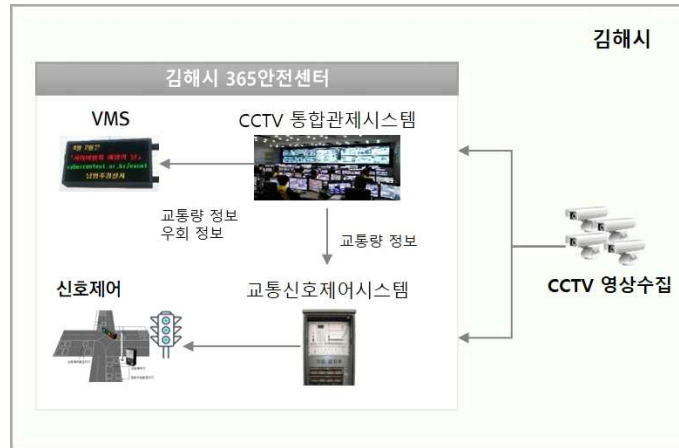 김해시
김해시 365안전센터
VMS
CCTV 통합관제시스템
교통량 정보
우회 정보
교통량 정보
CCTV 영상수집
신호제어
교통신호제어시스템